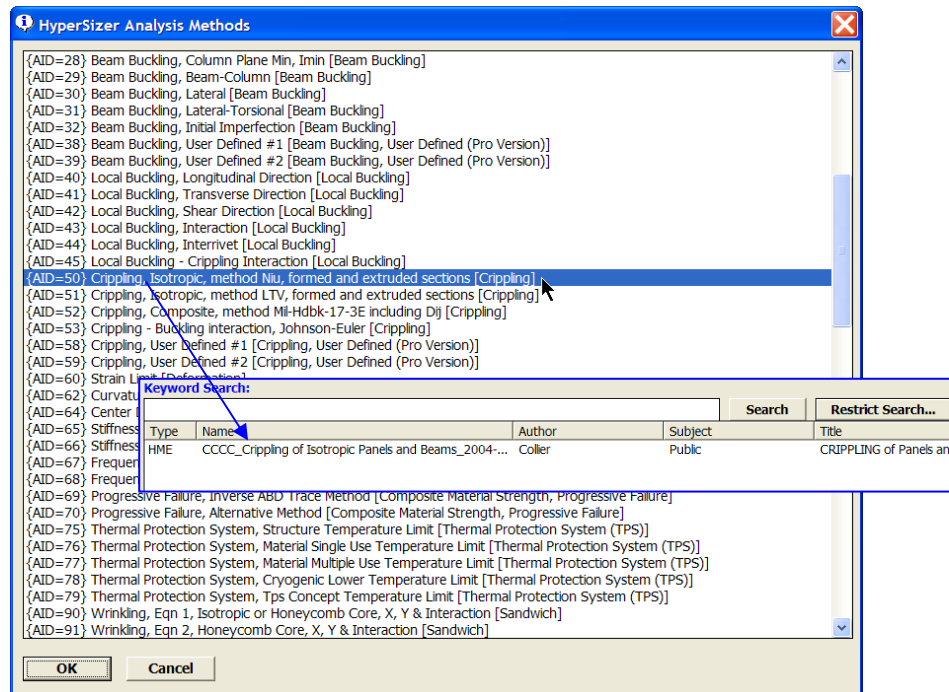 HyperSizer Analysis Methods
{AID=28} Beam Buckling, Column Plane Min, Imin [Beam Buckling]
{AID=29} Beam Buckling, Beam-Column [Beam Buckling]
{AID=30} Beam Buckling, Lateral [Beam Buckling]
{AID=31} Beam Buckling, Lateral-Torsional [Beam Buckling]
{AID=32} Beam Buckling, Initial Imperfection [Beam Buckling]
{AID=38} Beam Buckling, User Defined #1 [Beam Buckling, User Defined (Pro Version)]
{AID=39} Beam Buckling, User Defined #2 [Beam Buckling, User Defined (Pro Version)]
{AID=40} Local Buckling, Longitudinal Direction [Local Buckling]
{AID=41} Local Buckling, Transverse Direction [Local Buckling]
{AID=42} Local Buckling, Shear Direction [Local Buckling]
{AID=43} Local Buckling, Interaction [Local Buckling]
{AID=44} Local Buckling, Interrivet [Local Buckling]
{AID=45} Local Buckling - Crippling Interaction [Local Buckling]
{AID=50} Crippling, Isotropic, method Niu, formed and extruded sections [Crippling]
{AID=51} Crippling, Isotropic, method LTV, formed and extruded sections [Crippling]
{AID=52} Crippling, Composite, method Mil-Hdbk-17-3E including Dij [Crippling]
{AID=53} Crippling - Buckling interaction, Johnson-Euler [Crippling]
{AID=58} Crippling, User Defined #1 [Crippling, User Defined (Pro Version)]
{AID=59} Crippling, User Defined #2 [Crippling, User Defined (Pro Version)]
{AID=60} Strain Limit [Deformation]
{AID=62} Curvatu
{AID=64} Center
{AID=65} Stiffness
{AID=66} Stiffness
{AID=67} Frequen
{AID=68} Frequen
Keyword Search:
Search Restrict Search...
Type Name Author Subject Title
HME CCCC_Crippling of Isotropic Panels and Beams_2004-... Collier Public CRIPPLING of Panels an
{AID=69} Progressive Failure, Inverse ABD Trace Method [Composite Material Strength, Progressive Failure]
{AID=70} Progressive Failure, Alternative Method [Composite Material Strength, Progressive Failure]
{AID=75} Thermal Protection System, Structure Temperature Limit [Thermal Protection System (TPS)]
{AID=76} Thermal Protection System, Material Single Use Temperature Limit [Thermal Protection System (TPS)]
{AID=77} Thermal Protection System, Material Multiple Use Temperature Limit [Thermal Protection System (TPS)]
{AID=78} Thermal Protection System, Cryogenic Lower Temperature Limit [Thermal Protection System (TPS)]
{AID=79} Thermal Protection System, Tps Concept Temperature Limit [Thermal Protection System (TPS)]
{AID=90} Wrinkling, Eqn 1, Isotropic or Honeycomb Core, X, Y & Interaction [Sandwich]
{AID=91} Wrinkling, Eqn 2, Honeycomb Core, X, Y & Interaction [Sandwich]
OK Cancel